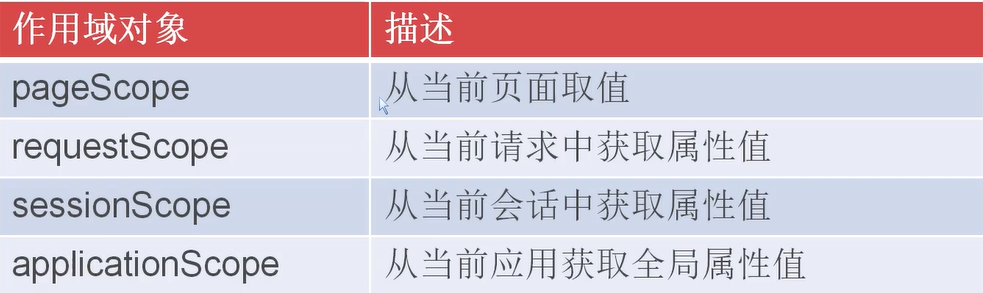 作用域对象 描述
pageScope 从当前页面取值
requestScope 从当前请求中获取属性值
sessionScope 从当前会话中获取属性值
applicationScope 从当前应用获取全局属性值